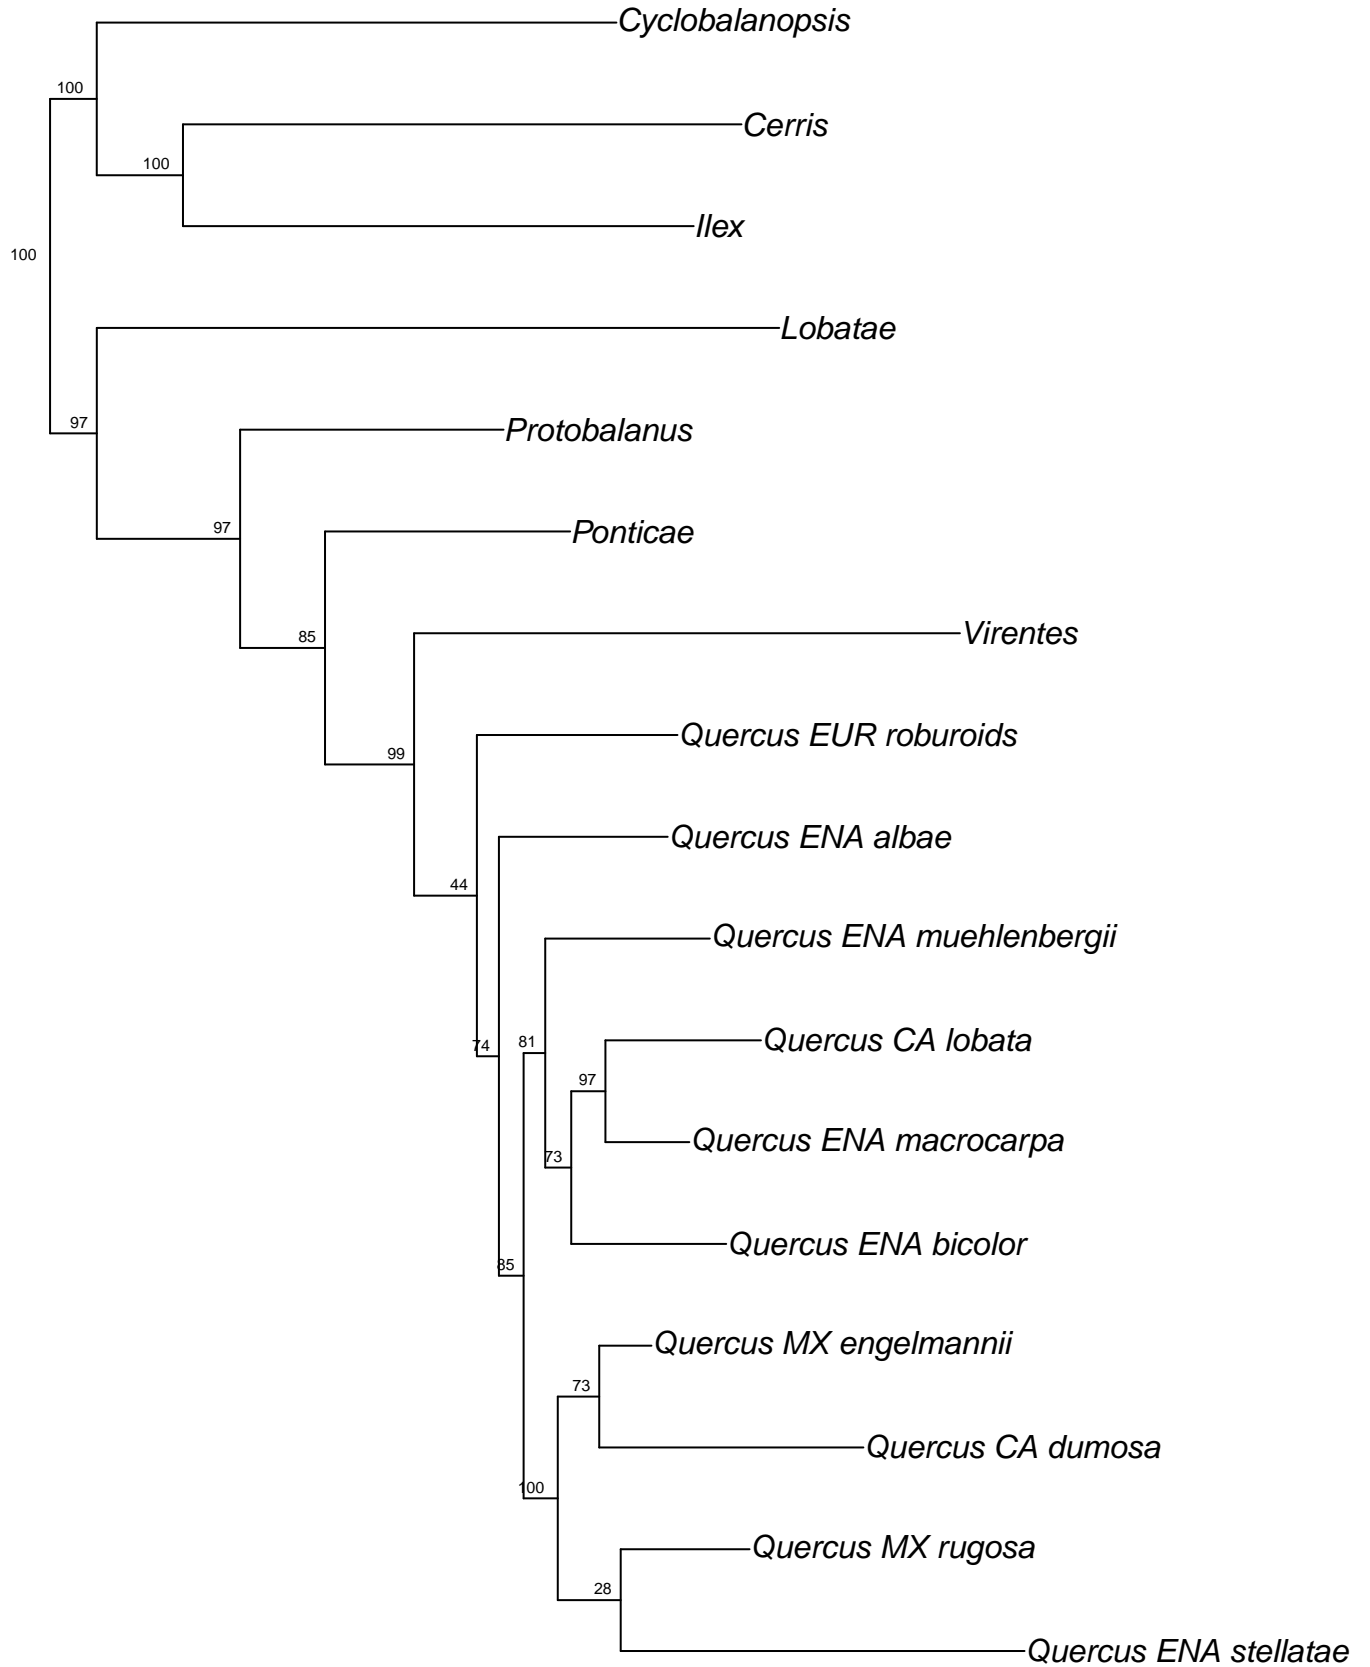 Cyclobalanopsis
100
Cerris
100
Ilex
100
Lobatae
97
Protobalanus
97
Ponticae
85
Virentes
99
Quercus EUR roburoids
Quercus ENA albae
44
Quercus ENA muehlenbergii
74
81
Quercus CA lobata
97
Quercus ENA macrocarpa
73
Quercus ENA bicolor
85
Quercus MX engelmannii
73
Quercus CA dumosa
100
Quercus MX rugosa
28
Quercus ENA stellatae